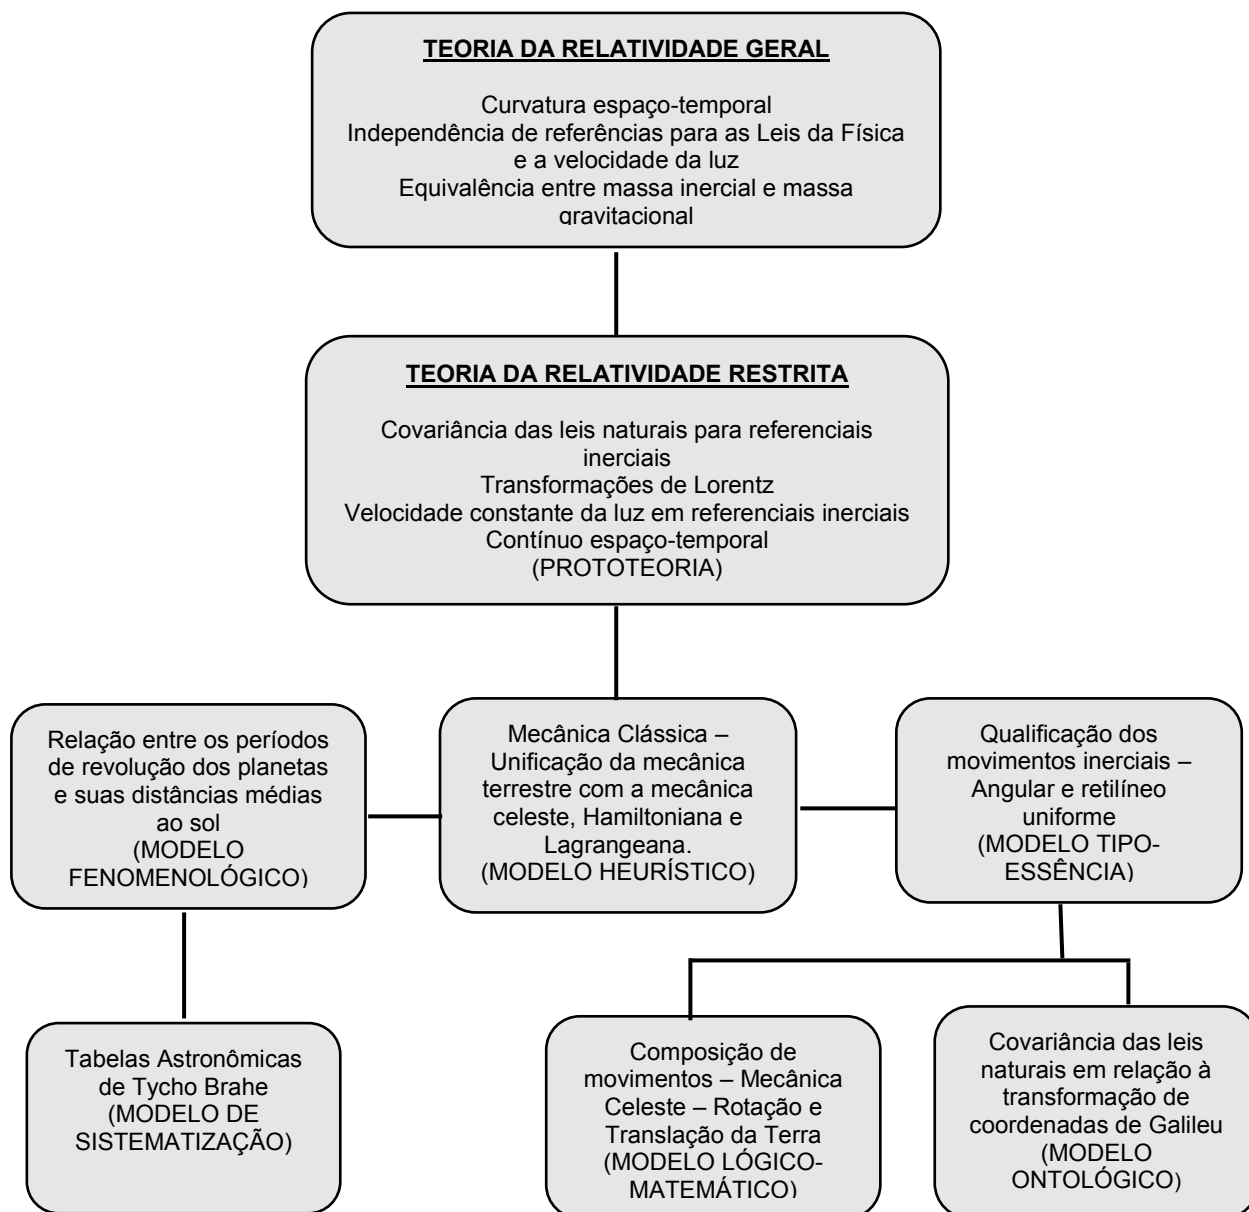 TEORIA DA RELATIVIDADE GERAL
Curvatura espaço-temporal
Independência de referências para as Leis da Física
e a velocidade da luz
Equivalência entre massa inercial e massa
gravitacional
TEORIA DA RELATIVIDADE RESTRITA
Covariância das leis naturais para referenciais
inerciais
Transformações de Lorentz
Velocidade constante da luz em referenciais inerciais
Contínuo espaço-temporal
(PROTOTEORIA)
Relação entre os períodos
de revolução dos planetas
e suas distâncias médias
ao sol
(MODELO
FENOMENOLÓGICO)
Mecânica Clássica –
Unificação da mecânica
terrestre com a mecânica
celeste, Hamiltoniana e
Lagrangeana.
(MODELO HEURÍSTICO)
Qualificação dos
movimentos inerciais –
Angular e retilíneo
uniforme
(MODELO TIPO-
ESSÊNCIA)
Tabelas Astronômicas
de Tycho Brahe
(MODELO DE
SISTEMATIZAÇÃO)
Composição de
movimentos – Mecânica
Celeste – Rotação e
Translação da Terra
(MODELO LÓGICO-
MATEMÁTICO)
Covariância das leis
naturais em relação à
transformação de
coordenadas de Galileu
(MODELO
ONTOLÓGICO)